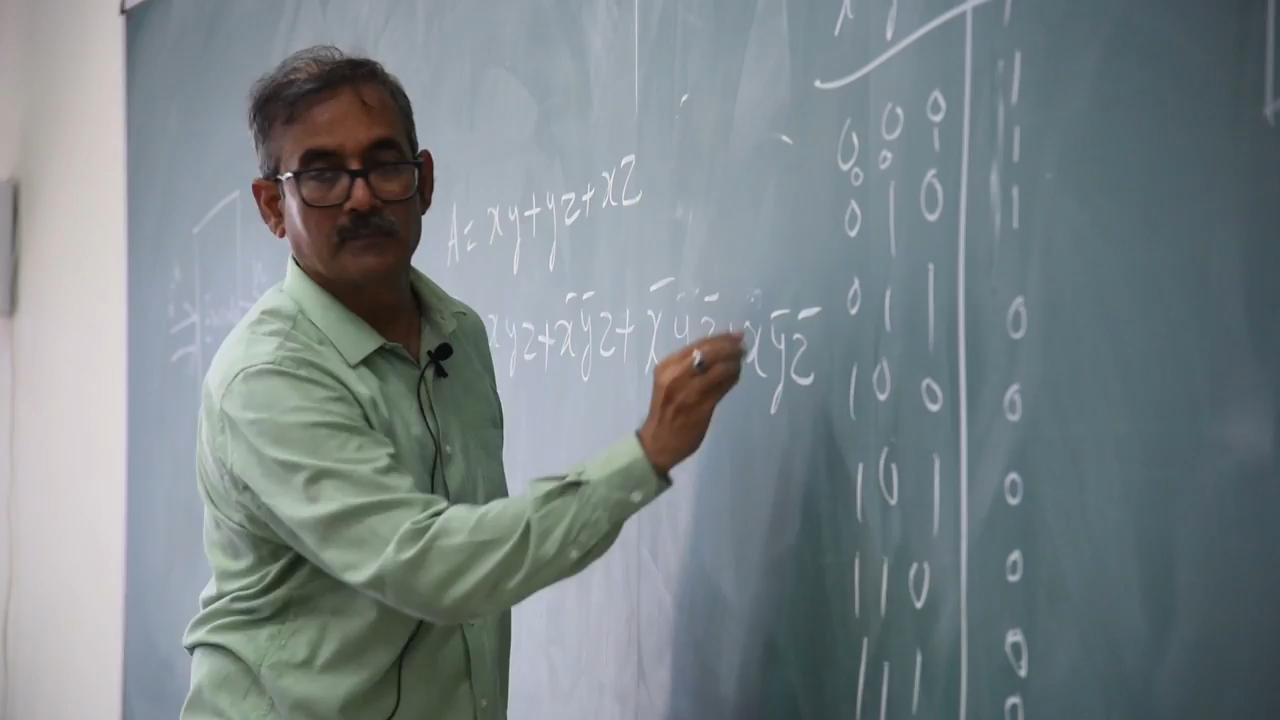 A = xy + yz + xz
xyz + x̄ȳz + x̄ȳz̄ + xȳz̄
0 0 0 1
0 0 1 1
0 1 0 1
0 1 1 0
1 0 0 0
1 0 1 0
1 1 0 0
1 1 1 0